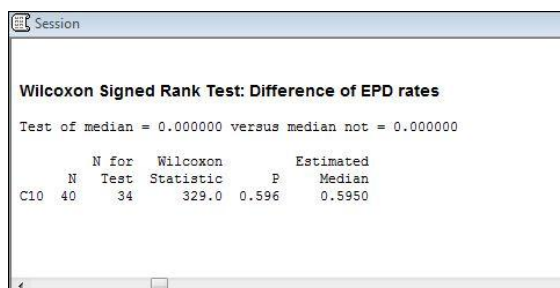 Session
Wilcoxon Signed Rank Test: Difference of EPD rates
Test of median = 0.000000 versus median not = 0.000000
N for Wilcoxon Estimated
N Test Statistic P Median
C10 40 34 329.0 0.596 0.5950